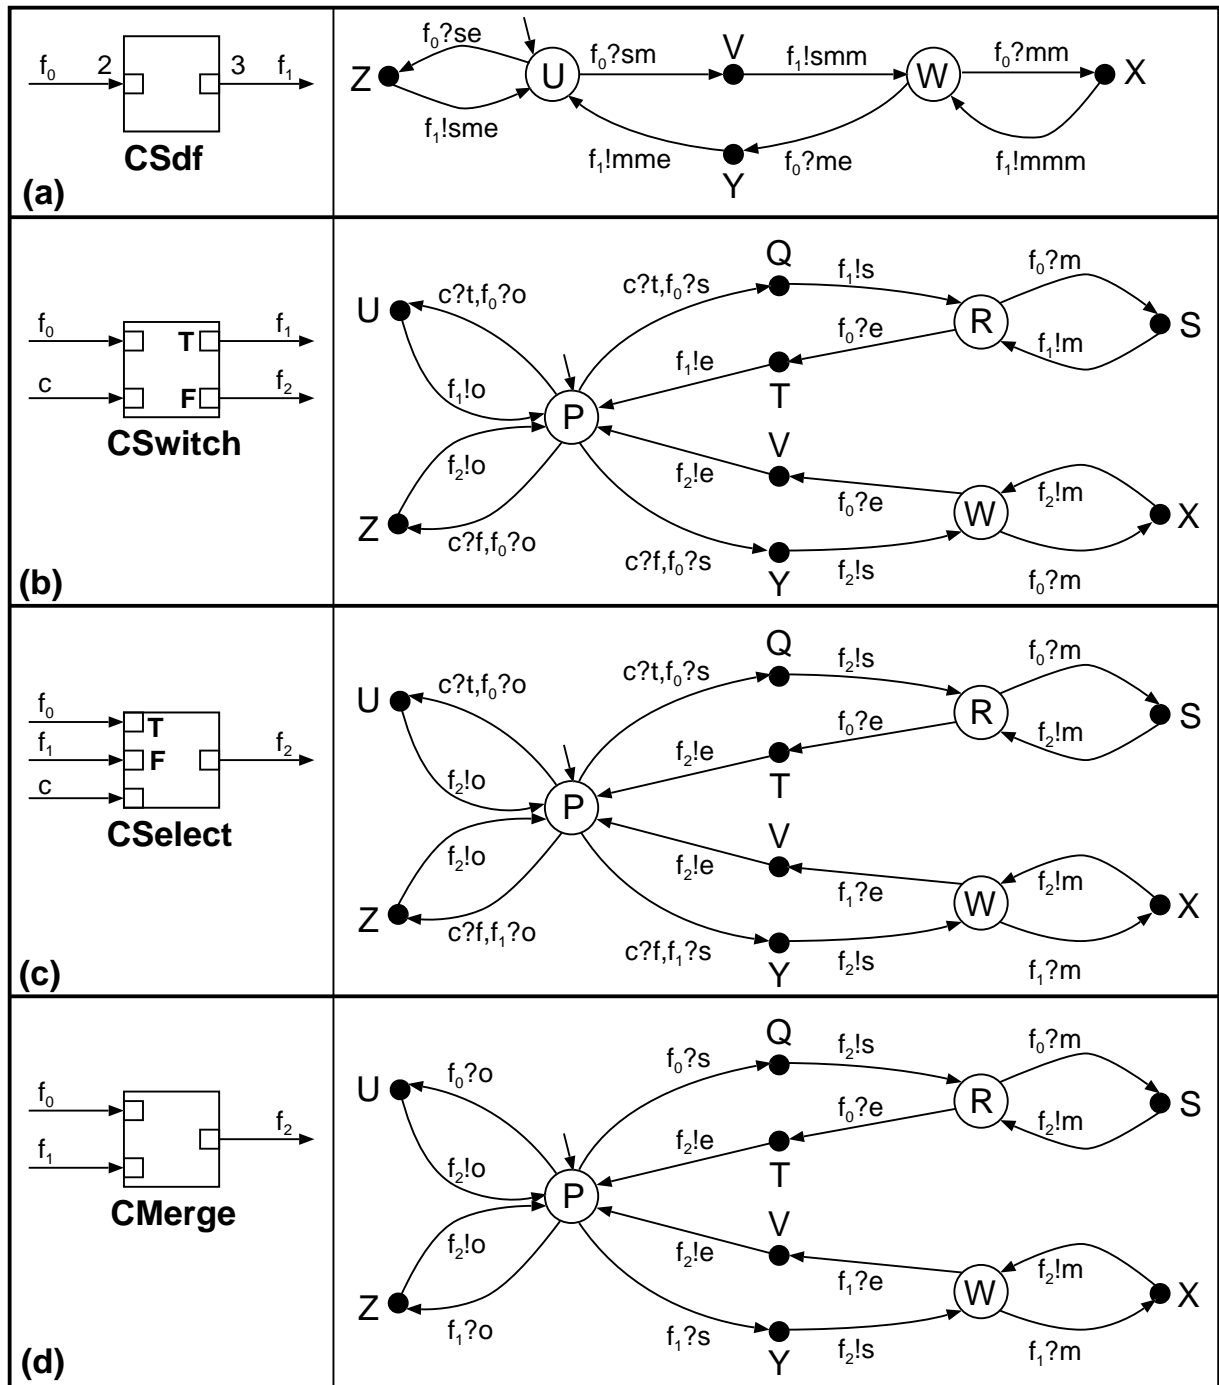 f0 2 3 f1
CSdf
(a)
f0?se
f0?sm
V
f1!smm
f0?mm
Z
U
W
X
f1!sme
f1!mme
Y
f0?me
f1!mmm
f0
T
f1
c
F
f2
CSwitch
(b)
Q
c?t,f0?o
c?t,f0?s
f1!s
f0?m
U
R
S
f0?e
f1!m
f1!o
f1!e
T
P
V
f2!o
f2!e
f0?e
f2!m
Z
W
X
c?f,f0?o
c?f,f0?s
f2!s
f0?m
Y
f0
T
f1
F
f2
c
CSelect
(c)
Q
c?t,f0?o
c?t,f0?s
f2!s
f0?m
U
R
S
f0?e
f2!m
f2!o
f2!e
T
P
V
f2!o
f2!e
f1?e
f2!m
Z
W
X
c?f,f1?o
c?f,f1?s
f2!s
f1?m
Y
f0
f1
f2
CMerge
(d)
Q
f0?o
f0?s
f2!s
f0?m
U
R
S
f0?e
f2!m
f2!o
f2!e
T
P
V
f2!o
f2!e
f1?e
f2!m
Z
W
X
f1?o
f1?s
f2!s
f1?m
Y